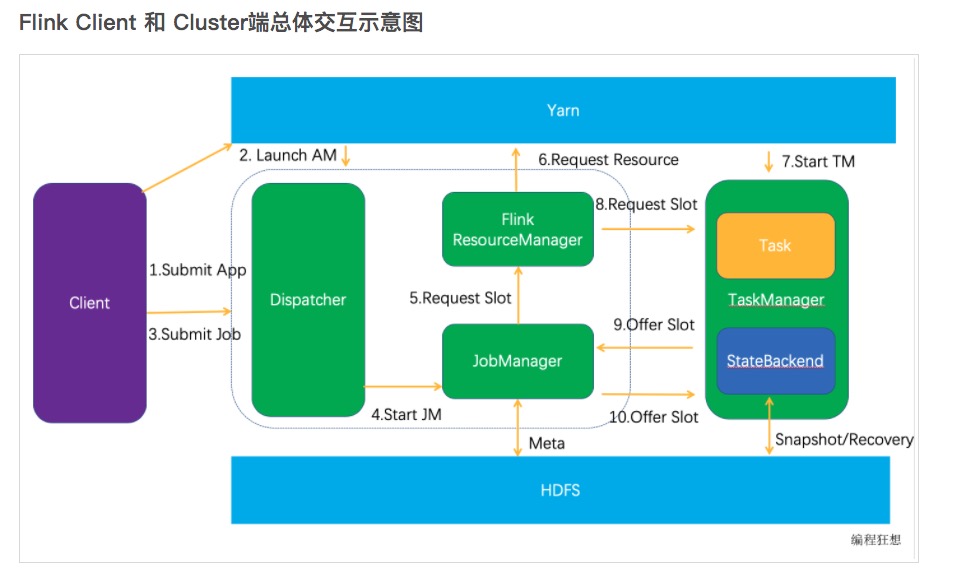 Flink Client 和 Cluster端总体交互示意图
Yarn
2. Launch AM
6.Request Resource
7.Start TM
8.Request Slot
Flink
ResourceManager
Task
1.Submit App
Client
Dispatcher
5.Request Slot
TaskManager
3.Submit Job
9.Offer Slot
JobManager
StateBackend
4.Start JM
10.Offer Slot
Meta
Snapshot/Recovery
HDFS
编程狂想